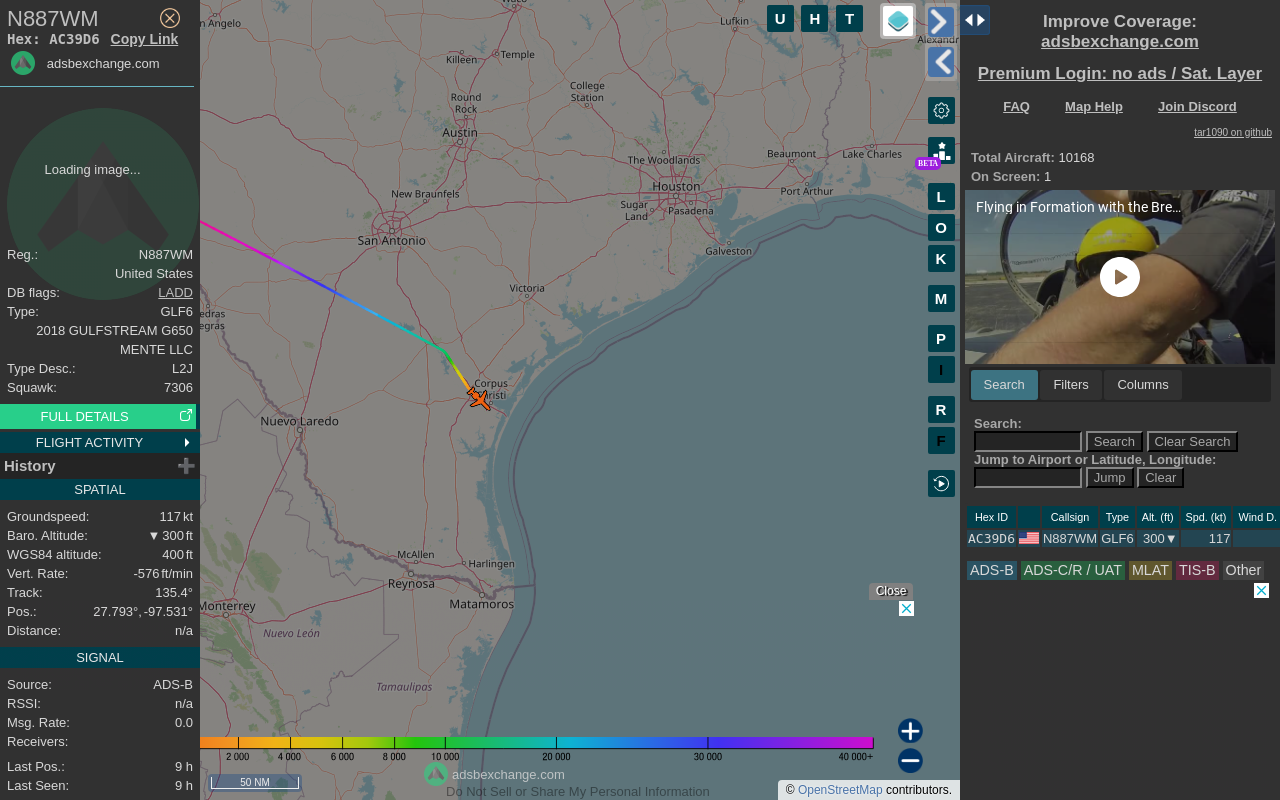 N887WM
Hex: AC39D6 Copy Link
adsbexchange.com
Loading image...
Reg.: N887WM
United States
DB flags: LADD
Type: GLF6
2018 GULFSTREAM G650
MENTE LLC
Type Desc.: L2J
Squawk: 7306
FULL DETAILS
FLIGHT ACTIVITY
History
SPATIAL
Groundspeed: 117 kt
Baro. Altitude: ▼ 300 ft
WGS84 altitude: 400 ft
Vert. Rate: -576 ft/min
Track: 135.4°
Pos.: 27.793°, -97.531°
Distance: n/a
SIGNAL
Source: ADS-B
RSSI: n/a
Msg. Rate: 0.0
Receivers:
Last Pos.: 9 h
Last Seen: 9 h
n Angelo
Waco
Lufkin
Alexandri
Killeen
Temple
College
Station
Round
Rock
Austin
The Woodlands
Beaumont
Lake Charles
Houston
Port Arthur
New Braunfels
Sugar
Land
Pasadena
San Antonio
Galveston
Victoria
edras
egras
Corpus
risti
Nuevo Laredo
McAllen
Harlingen
Reynosa
Matamoros
Monterrey
Nuevo León
Tamaulipas
U H T
BETA
L
O
K
M
P
I
R
F
Close
2 000 4 000 6 000 8 000 10 000 20 000 30 000 40 000+
50 NM
adsbexchange.com
Do Not Sell or Share My Personal Information
© OpenStreetMap contributors.
Improve Coverage:
adsbexchange.com
Premium Login: no ads / Sat. Layer
FAQ Map Help Join Discord
tar1090 on github
Total Aircraft: 10168
On Screen: 1
Flying in Formation with the Bre...
Search Filters Columns
Search:
Search Clear Search
Jump to Airport or Latitude, Longitude:
Jump Clear
Hex ID Callsign Type Alt. (ft) Spd. (kt) Wind D.
AC39D6 N887WM GLF6 300▼ 117
ADS-B ADS-C/R / UAT MLAT TIS-B Other